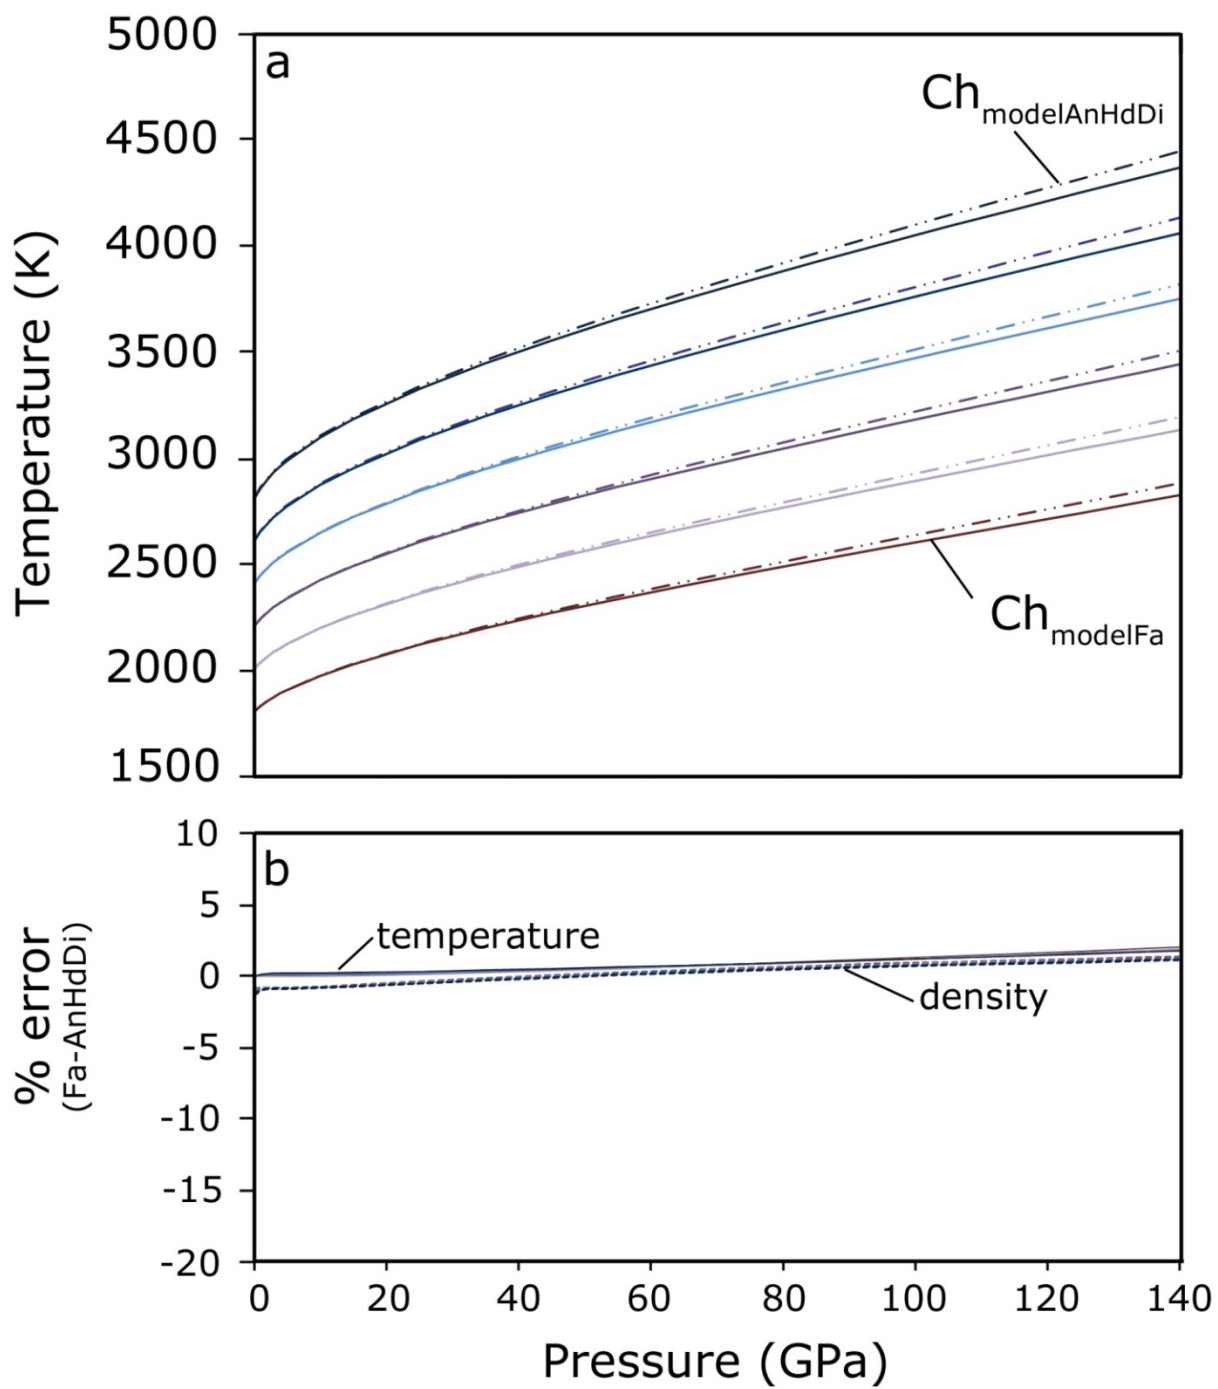 5000
a
Ch modelAnHdDi
4500
4000
3500
3000
2500
Ch modelFa
2000
1500
Temperature (K)
10
b
5
temperature
0
density
-5
-10
-15
-20
% error
(Fa-AnHdDi)
0 20 40 60 80 100 120 140
Pressure (GPa)